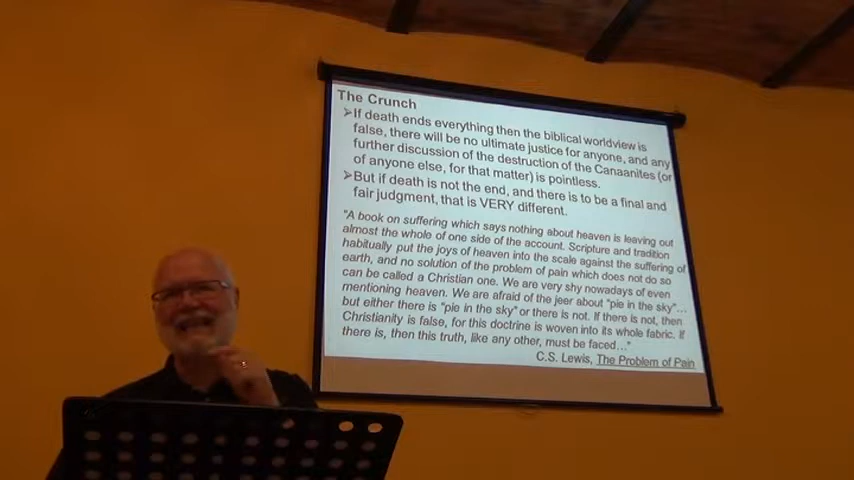 The Crunch
➢If death ends everything then the biblical worldview is
false, there will be no ultimate justice for anyone, and any
further discussion of the destruction of the Canaanites (or
of anyone else, for that matter) is pointless.
➢But if death is not the end, and there is to be a final and
fair judgment, that is VERY different.
"A book on suffering which says nothing about heaven is leaving out
almost the whole of one side of the account. Scripture and tradition
habitually put the joys of heaven into the scale against the suffering of
earth, and no solution of the problem of pain which does not do so
can be called a Christian one. We are very shy nowadays of even
mentioning heaven. We are afraid of the jeer about "pie in the sky"...
but either there is "pie in the sky" or there is not. If there is not, then
Christianity is false, for this doctrine is woven into its whole fabric. If
there is, then this truth, like any other, must be faced..."
C.S. Lewis, The Problem of Pain